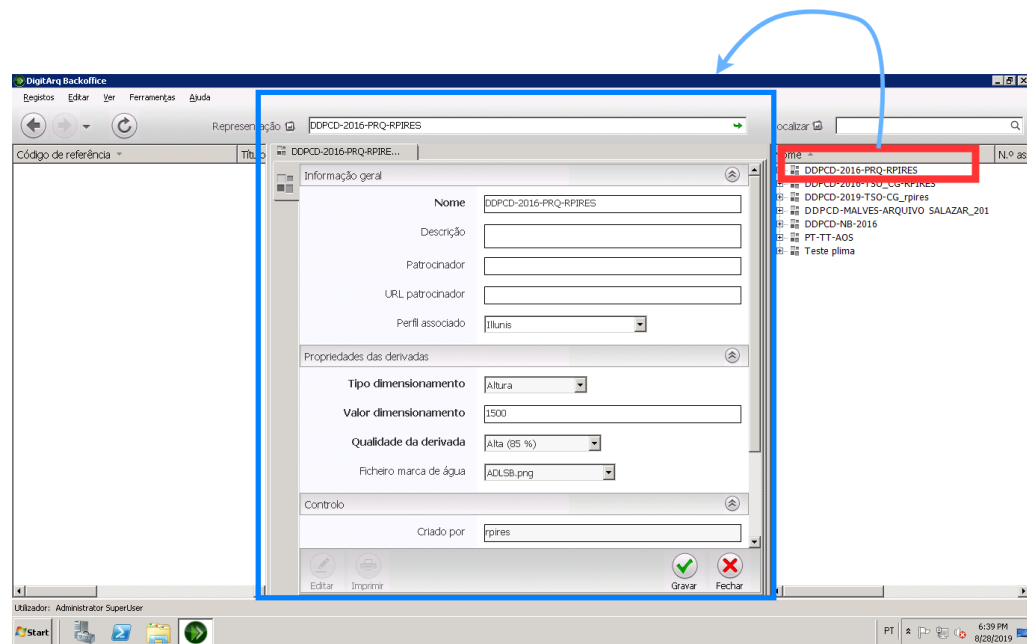 DigitArq Backoffice
Registos Editar Ver Ferramentas Ajuda
Representação DDPCD-2016-PRQ-RPIRES
Localizar
Código de referência
DDPCD-2016-PRQ-RPIRE...
Nome N.º as
Informação geral
Nome DDPCD-2016-PRQ-RPIRES
Descrição
Patrocinador
URL patrocinador
Perfil associado Illunis
Propriedades das derivadas
Tipo dimensionamento Altura
Valor dimensionamento 1500
Qualidade da derivada Alta (85 %)
Ficheiro marca de água ADLSB.png
Controlo
Criado por rpires
Editar Imprimir Gravar Fechar
DDPCD-2016-PRQ-RPIRES
DDPCD-2016-TSO_CG-RPIRES
DDPCD-2019-TSO-CG_rpires
DDPCD-MALVES-ARQUIVO SALAZAR_201
DDPCD-NB-2016
PT-TT-AOS
Teste plima
Utilizador: Administrator SuperUser
Start
PT
6:39 PM
8/28/2019